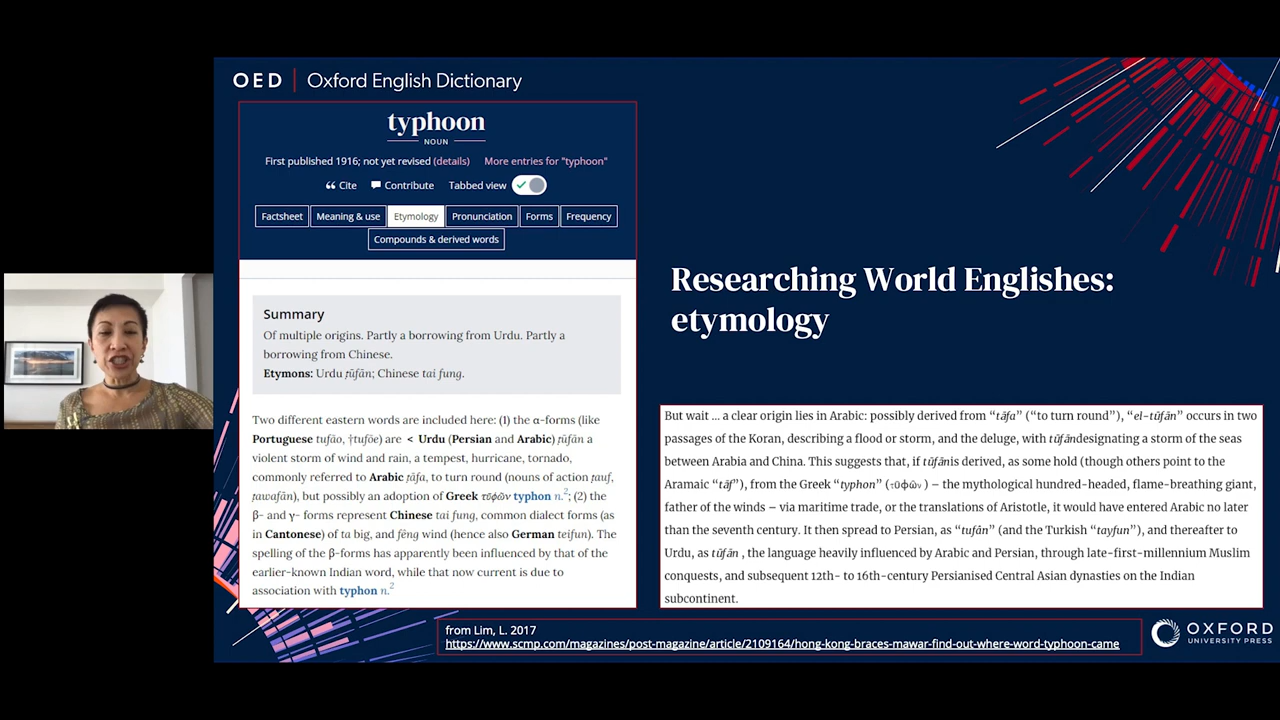 OED | Oxford English Dictionary
typhoon
NOUN
First published 1916; not yet revised (details) More entries for "typhoon"
Cite Contribute Tabbed view
Factsheet Meaning & use Etymology Pronunciation Forms Frequency
Compounds & derived words
Summary
Of multiple origins. Partly a borrowing from Urdu. Partly a
borrowing from Chinese.
Etymons: Urdu ṭūfān; Chinese tai fung.
Two different eastern words are included here: (1) the α-forms (like
Portuguese tufão, †tufõe) are < Urdu (Persian and Arabic) ṭūfān a
violent storm of wind and rain, a tempest, hurricane, tornado,
commonly referred to Arabic ṭāfa, to turn round (nouns of action ṭauf,
ṭawafān), but possibly an adoption of Greek τῡϕῶν typhon n.²; (2) the
β- and γ- forms represent Chinese tai fung, common dialect forms (as
in Cantonese) of ta big, and fêng wind (hence also German teifun). The
spelling of the β-forms has apparently been influenced by that of the
earlier-known Indian word, while that now current is due to
association with typhon n.²
Researching World Englishes:
etymology
But wait ... a clear origin lies in Arabic: possibly derived from “tāfa” (“to turn round”), “el-tūfān” occurs in two
passages of the Koran, describing a flood or storm, and the deluge, with tūfāndesignating a storm of the seas
between Arabia and China. This suggests that, if tūfānis derived, as some hold (though others point to the
Aramaic “tāf”), from the Greek “typhon” (τῡφῶν) – the mythological hundred-headed, flame-breathing giant,
father of the winds – via maritime trade, or the translations of Aristotle, it would have entered Arabic no later
than the seventh century. It then spread to Persian, as “tufân” (and the Turkish “tayfun”), and thereafter to
Urdu, as tūfān , the language heavily influenced by Arabic and Persian, through late-first-millennium Muslim
conquests, and subsequent 12th- to 16th-century Persianised Central Asian dynasties on the Indian
subcontinent.
from Lim, L. 2017
https://www.scmp.com/magazines/post-magazine/article/2109164/hong-kong-braces-mawar-find-out-where-word-typhoon-came
OXFORD
UNIVERSITY PRESS